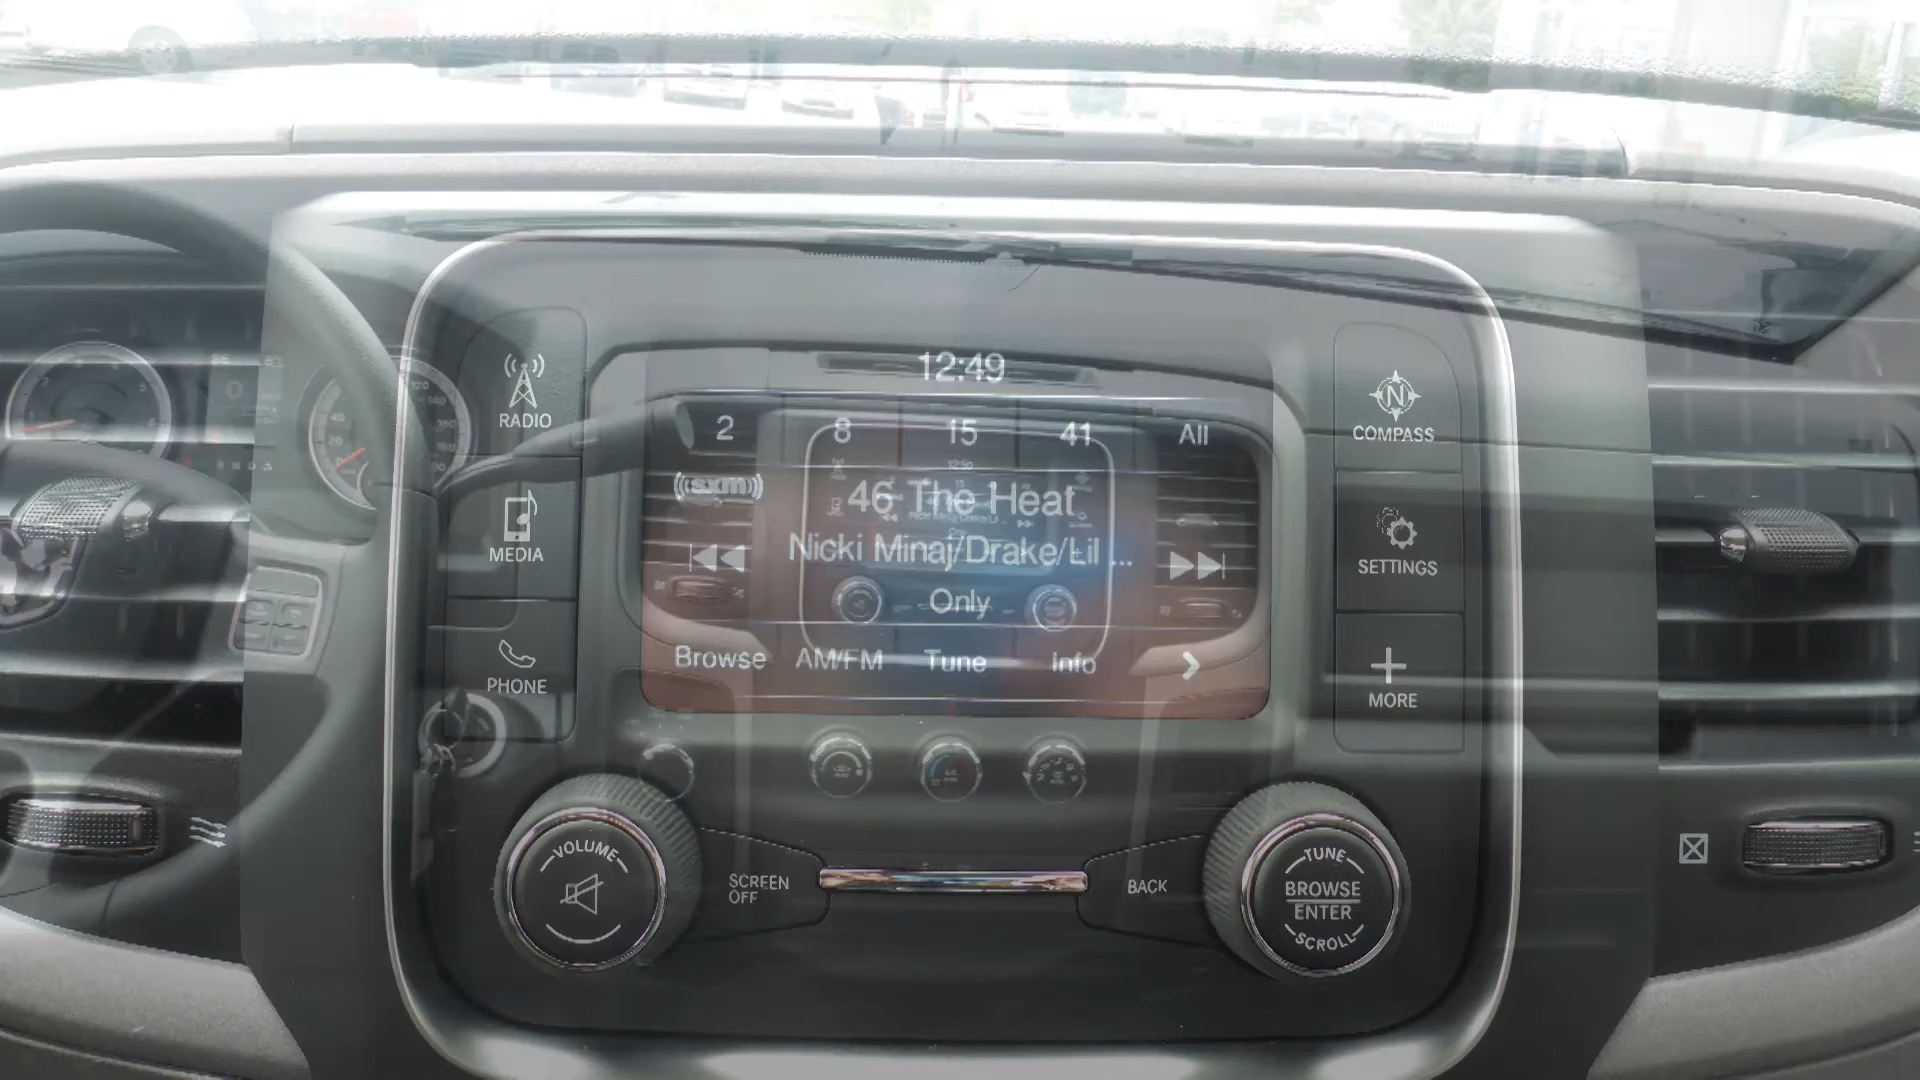 12:49
RADIO
COMPASS
2 8 15 41 All
sxm
46 The Heat
MEDIA
Nicki Minaj/Drake/Lil ...
SETTINGS
Only
Browse AM/FM Tune Info
PHONE
MORE
VOLUME
SCREEN
OFF
BACK
TUNE
BROWSE
ENTER
SCROLL